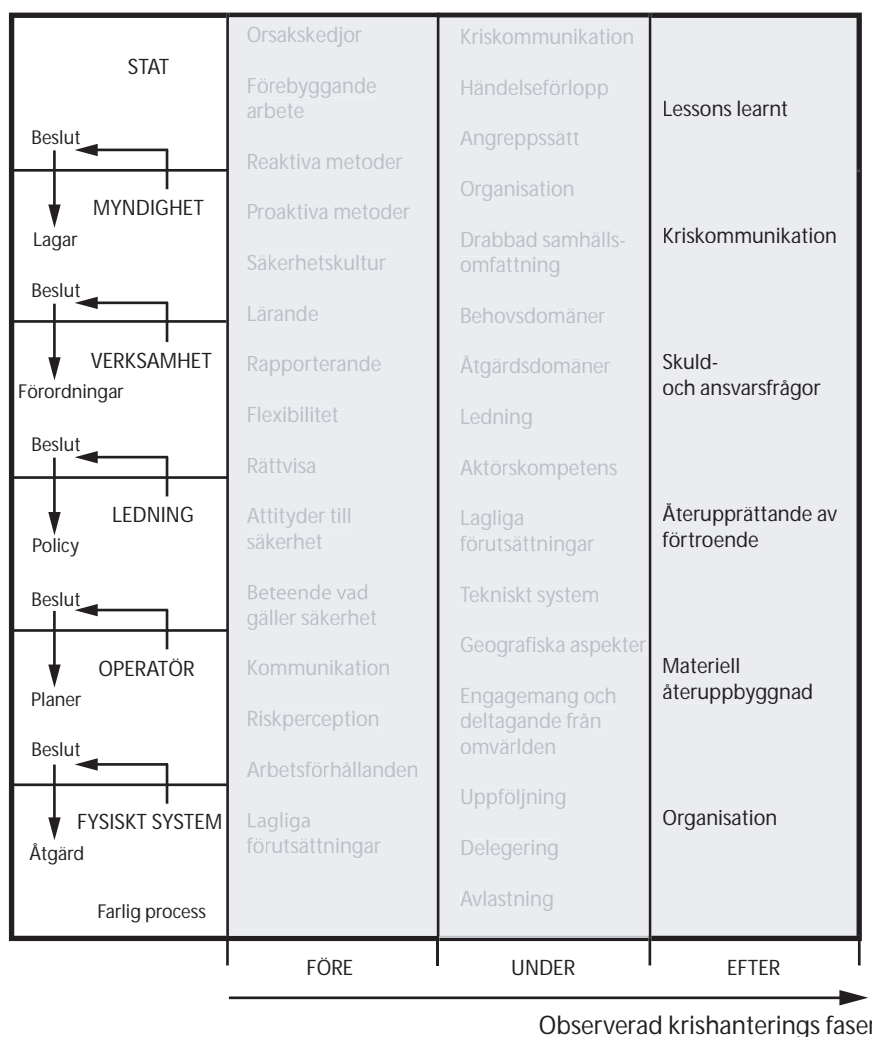 STAT
Beslut
MYNDIGHET
Lagar
Beslut
VERKSAMHET
Förordningar
Beslut
LEDNING
Policy
Beslut
OPERATÖR
Planer
Beslut
FYSISKT SYSTEM
Åtgärd
Farlig process
Orsakskedjor
Förebyggande
arbete
Reaktiva metoder
Proaktiva metoder
Säkerhetskultur
Lärande
Rapporterande
Flexibilitet
Rättvisa
Attityder till
säkerhet
Beteende vad
gäller säkerhet
Kommunikation
Riskperception
Arbetsförhållanden
Lagliga
förutsättningar
Kriskommunikation
Händelseförlopp
Angreppssätt
Organisation
Drabbad samhälls-
omfattning
Behovsdomäner
Åtgärdsdomäner
Ledning
Aktörskompetens
Lagliga
förutsättningar
Tekniskt system
Geografiska aspekter
Engagemang och
deltagande från
omvärlden
Uppföljning
Delegering
Avlastning
Lessons learnt
Kriskommunikation
Skuld-
och ansvarsfrågor
Återupprättande av
förtroende
Materiell
återuppbyggnad
Organisation
FÖRE
UNDER
EFTER
Observerad krishanterings faser